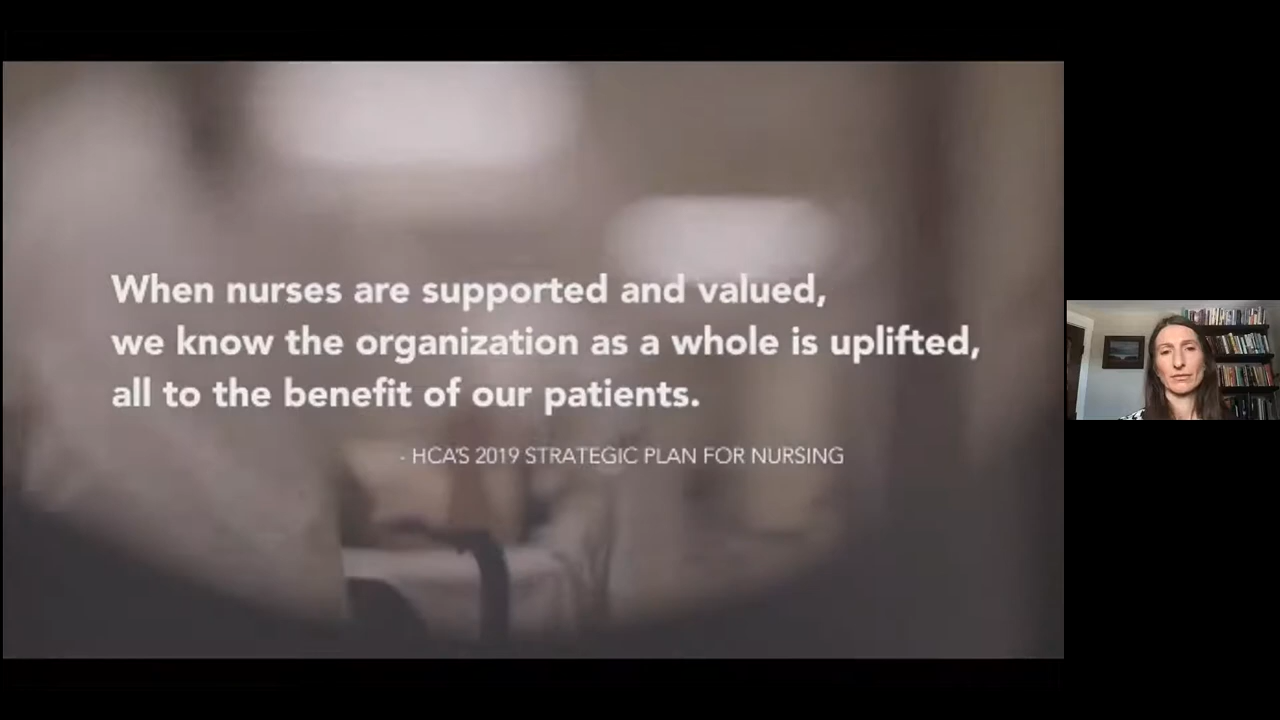 When nurses are supported and valued,
we know the organization as a whole is uplifted,
all to the benefit of our patients.
- HCA'S 2019 STRATEGIC PLAN FOR NURSING